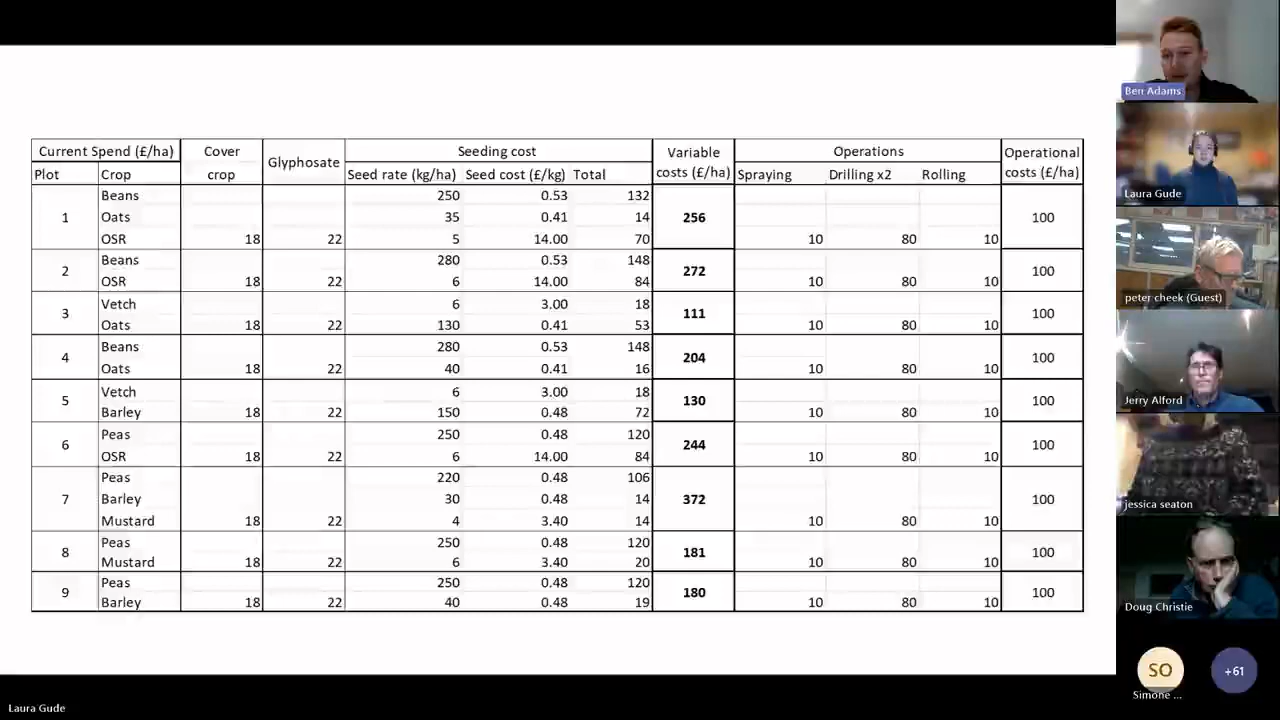 Current Spend (£/ha) Cover crop Glyphosate Seeding cost Variable costs (£/ha) Operations Operational costs (£/ha)
Plot Crop Seed rate (kg/ha) Seed cost (£/kg) Total Spraying Drilling x2 Rolling
Beans 250 0.53 132
1 Oats 35 0.41 14 256 100
OSR 18 22 5 14.00 70 10 80 10
Beans 280 0.53 148
2 272 100
OSR 18 22 6 14.00 84 10 80 10
Vetch 6 3.00 18
3 111 100
Oats 18 22 130 0.41 53 10 80 10
Beans 280 0.53 148
4 204 100
Oats 18 22 40 0.41 16 10 80 10
Vetch 6 3.00 18
5 130 100
Barley 18 22 150 0.48 72 10 80 10
Peas 250 0.48 120
6 244 100
OSR 18 22 6 14.00 84 10 80 10
Peas 220 0.48 106
7 Barley 30 0.48 14 372 100
Mustard 18 22 4 3.40 14 10 80 10
Peas 250 0.48 120
8 181 100
Mustard 18 22 6 3.40 20 10 80 10
Peas 250 0.48 120
9 180 100
Barley 18 22 40 0.48 19 10 80 10
Ben Adams
Laura Gude
peter cheek (Guest)
Jerry Alford
jessica seaton
Doug Christie
SO
+61
Simone ...
Laura Gude